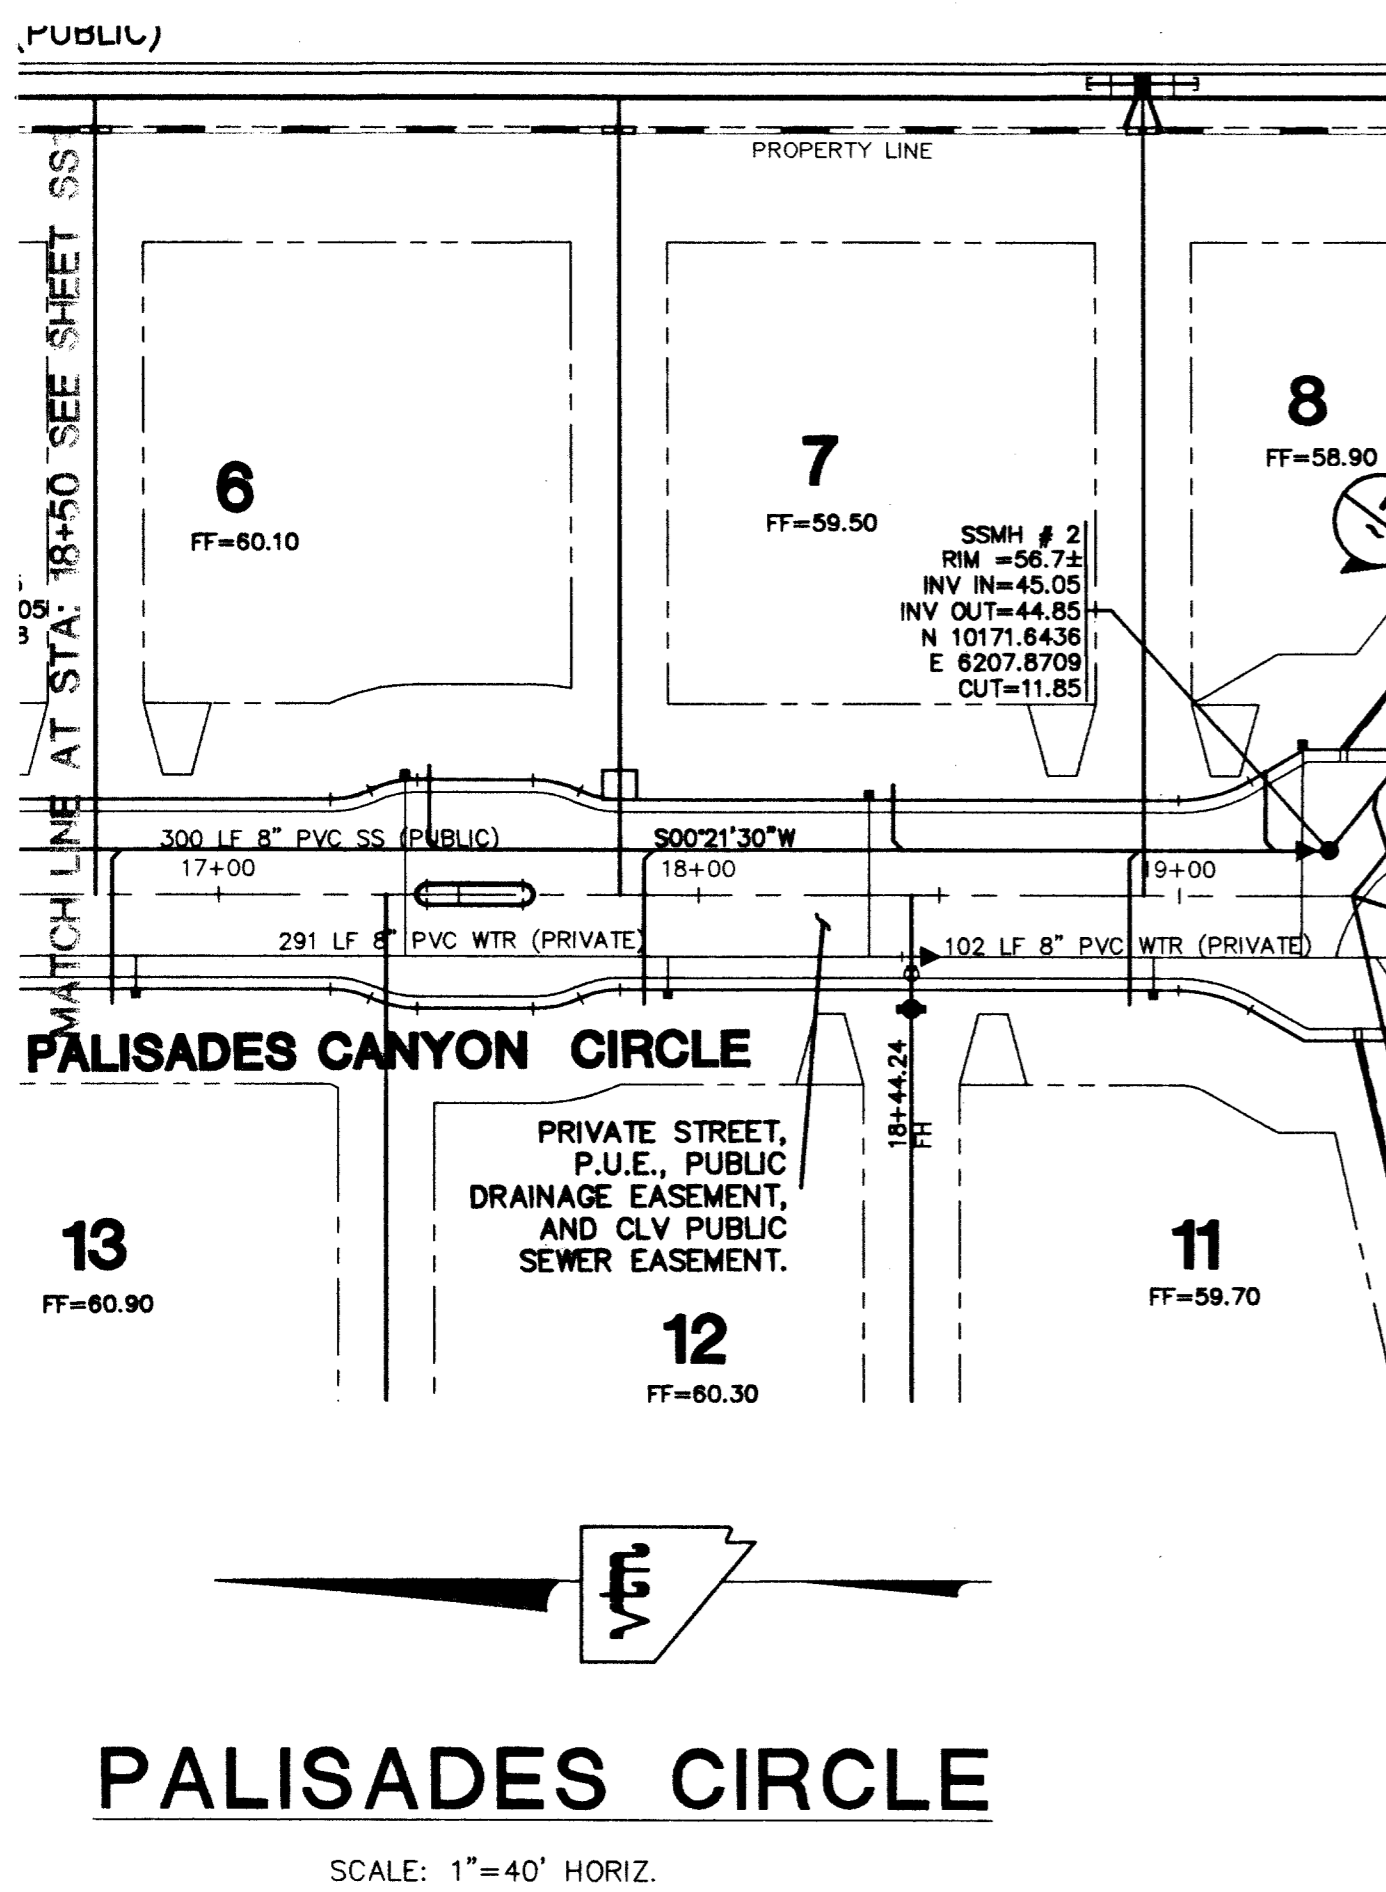 (PUBLIC)
PROPERTY LINE
MATCH LINE AT STA: 18+50 SEE SHEET SS
6
FF=60.10
7
FF=59.50
8
FF=58.90
SSMH # 2
RIM =56.7±
INV IN=45.05
INV OUT=44.85
N 10171.6436
E 6207.8709
CUT=11.85
05
300 LF 8" PVC SS (PUBLIC)
S00°21'30"W
17+00
18+00
19+00
291 LF 8" PVC WTR (PRIVATE)
102 LF 8" PVC WTR (PRIVATE)
PALISADES CANYON CIRCLE
18+44.24
FH
PRIVATE STREET,
P.U.E., PUBLIC
DRAINAGE EASEMENT,
AND CLV PUBLIC
SEWER EASEMENT.
13
FF=60.90
12
FF=60.30
11
FF=59.70
vtn
PALISADES CIRCLE
SCALE: 1"=40' HORIZ.